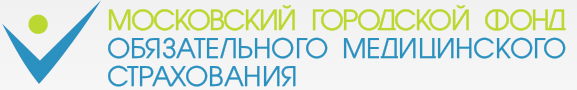 МОСКОВСКИЙ ГОРОДСКОЙ ФОНД
ОБЯЗАТЕЛЬНОГО МЕДИЦИНСКОГО
СТРАХОВАНИЯ